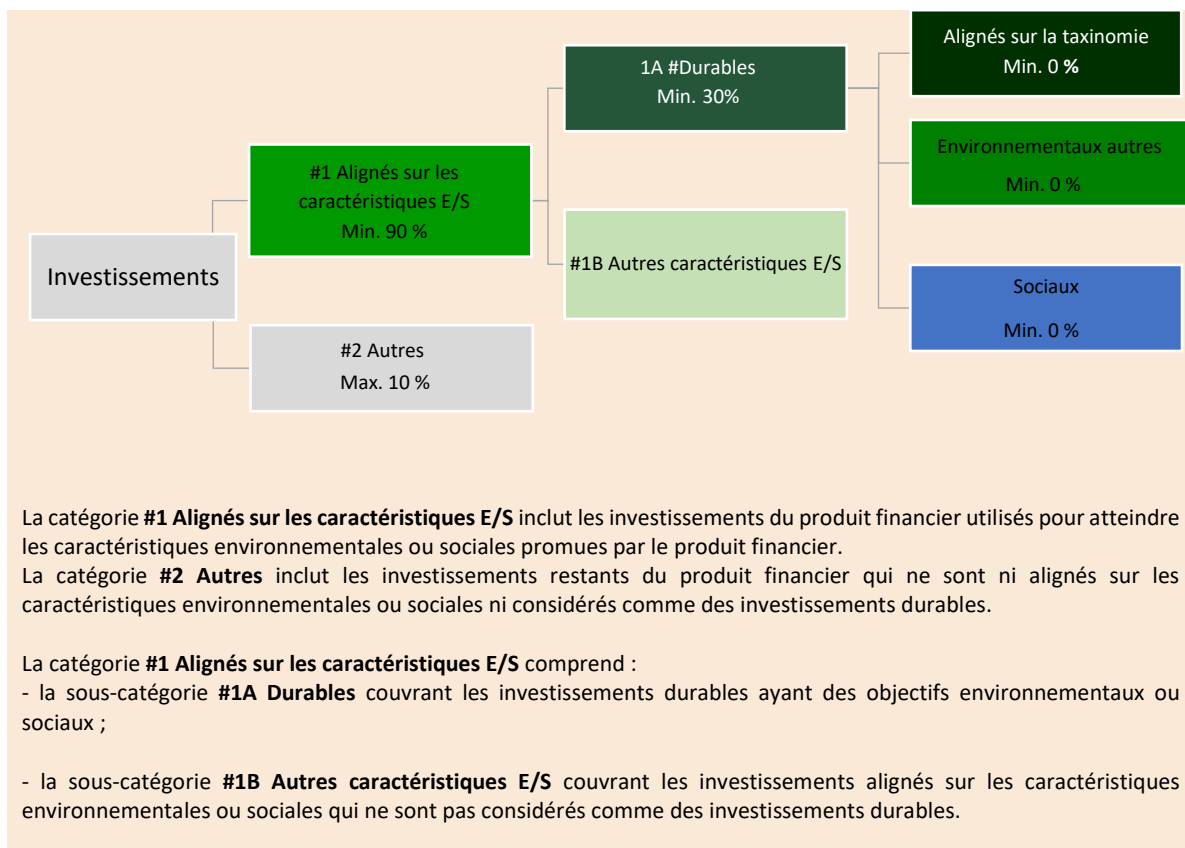 Investissements
#1 Alignés sur les
caractéristiques E/S
Min. 90 %
#2 Autres
Max. 10 %
1A #Durables
Min. 30%
#1B Autres caractéristiques E/S
Alignés sur la taxinomie
Min. 0 %
Environnementaux autres
Min. 0 %
Sociaux
Min. 0 %
La catégorie #1 Alignés sur les caractéristiques E/S inclut les investissements du produit financier utilisés pour atteindre
les caractéristiques environnementales ou sociales promues par le produit financier.
La catégorie #2 Autres inclut les investissements restants du produit financier qui ne sont ni alignés sur les
caractéristiques environnementales ou sociales ni considérés comme des investissements durables.
La catégorie #1 Alignés sur les caractéristiques E/S comprend :
- la sous-catégorie #1A Durables couvrant les investissements durables ayant des objectifs environnementaux ou
sociaux ;
- la sous-catégorie #1B Autres caractéristiques E/S couvrant les investissements alignés sur les caractéristiques
environnementales ou sociales qui ne sont pas considérés comme des investissements durables.